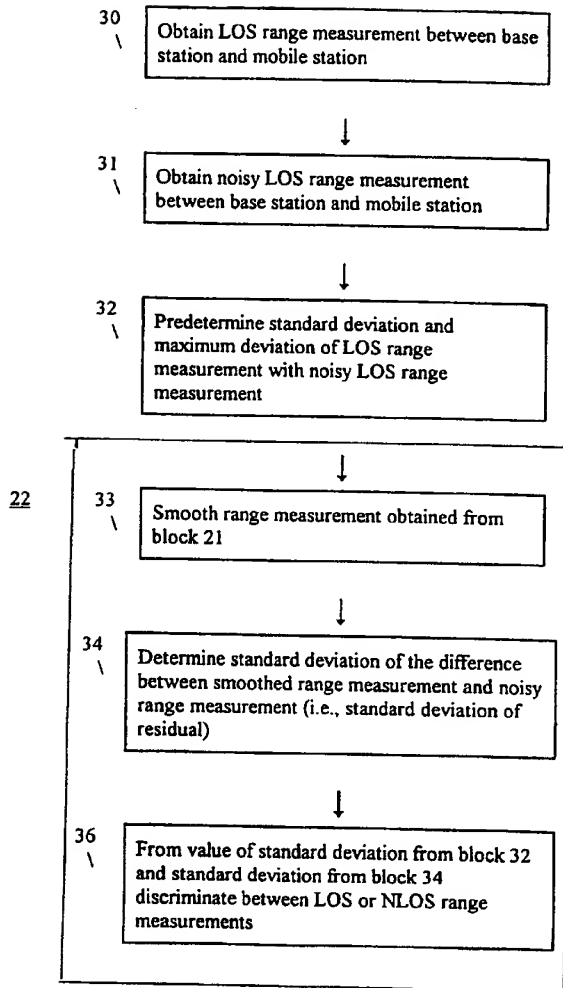 30
Obtain LOS range measurement between base
station and mobile station
31
Obtain noisy LOS range measurement
between base station and mobile station
32
Predetermine standard deviation and
maximum deviation of LOS range
measurement with noisy LOS range
measurement
22
33
Smooth range measurement obtained from
block 21
34
Determine standard deviation of the difference
between smoothed range measurement and noisy
range measurement (i.e., standard deviation of
residual)
36
From value of standard deviation from block 32
and standard deviation from block 34
discriminate between LOS or NLOS range
measurements